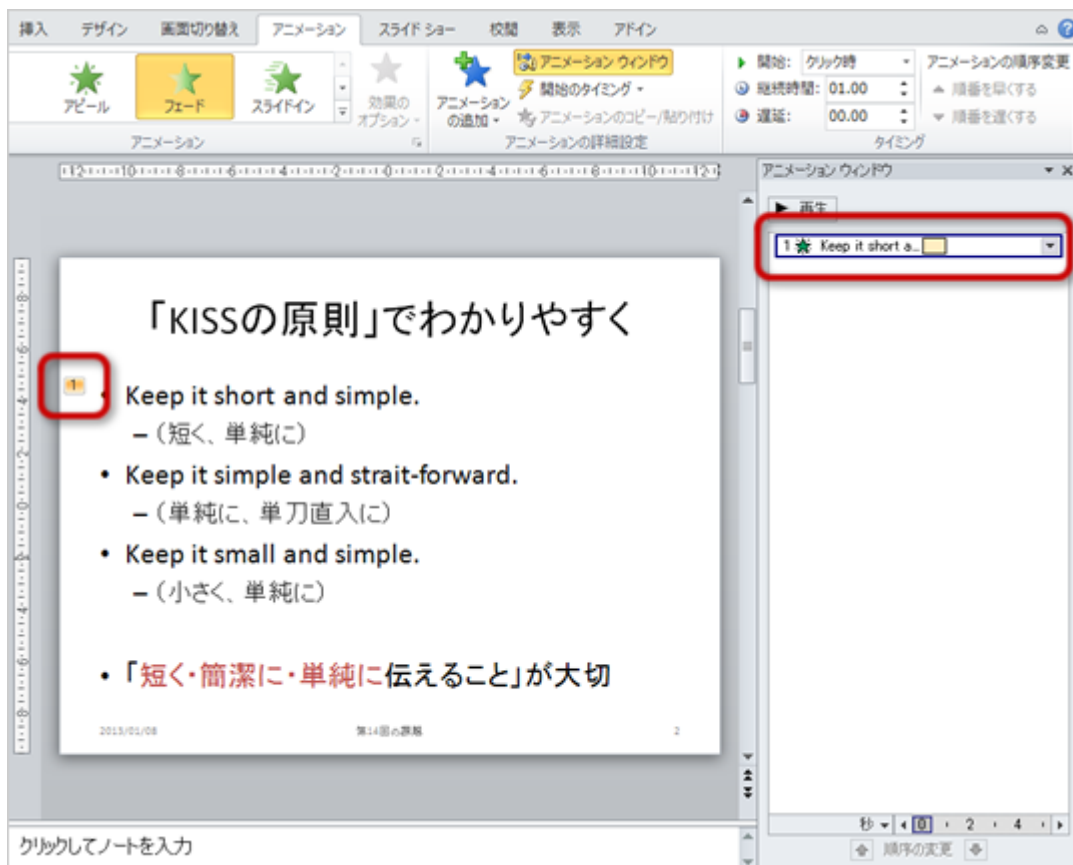 挿入 デザイン 画面切り替え アニメーション スライド ショー 校閲 表示 アドイン
アピール フェード スライドイン 効果の オプション アニメーション の追加
アニメーション ウィンドウ
開始のタイミング
アニメーションのコピー/貼り付け
開始: クリック時
継続時間: 01.00
遅延: 00.00
アニメーションの順序変更
順番を早くする
順番を遅くする
アニメーション アニメーションの詳細設定 タイミング
12 10 8 6 4 2 0 2 4 6 8 10 12
アニメーション ウィンドウ
再生
1 Keep it short a...
「KISSの原則」でわかりやすく
1
• Keep it short and simple.
– (短く、単純に)
• Keep it simple and strait-forward.
– (単純に、単刀直入に)
• Keep it small and simple.
– (小さく、単純に)
• 「短く・簡潔に・単純に伝えること」が大切
2013/01/08 第14回の課題 2
秒 0 2 4
順序の変更
クリックしてノートを入力